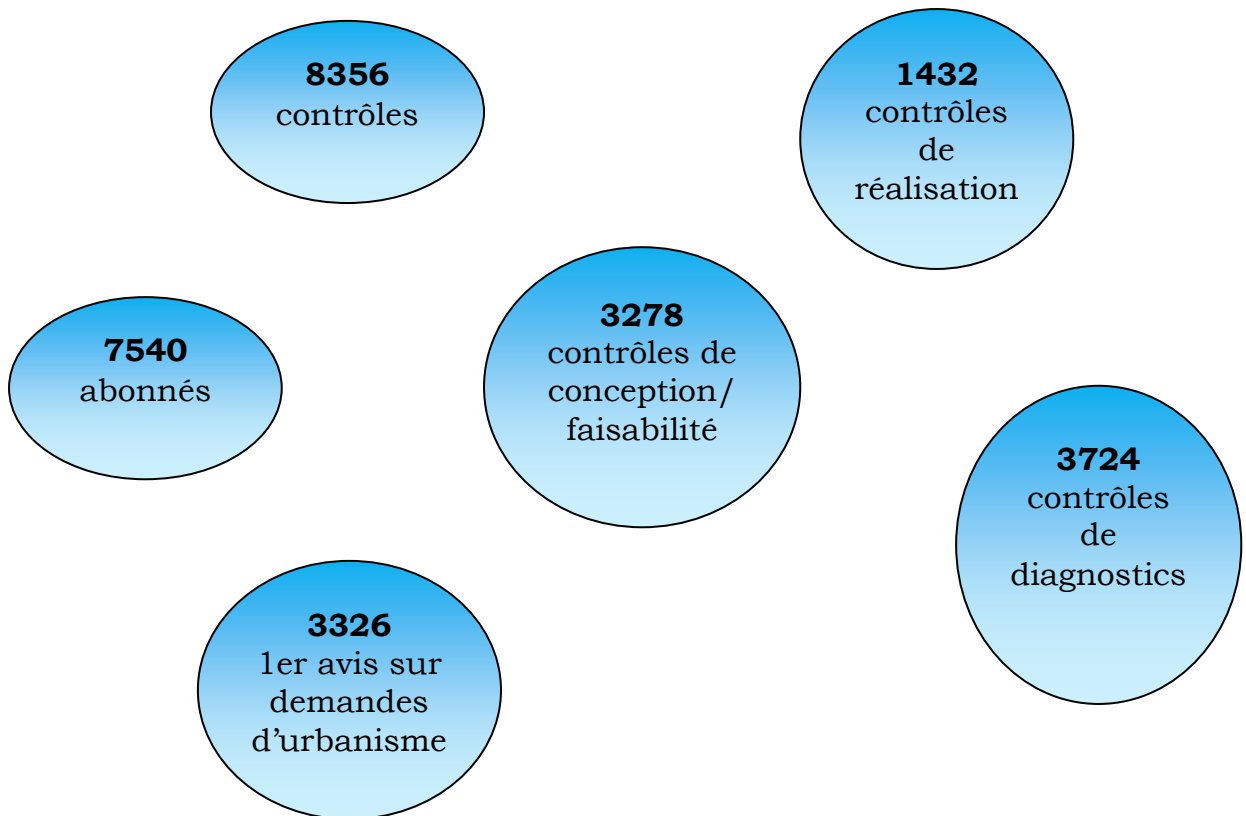 8356
contrôles
1432
contrôles
de
réalisation
3278
contrôles de
conception/
faisabilité
7540
abonnés
3724
contrôles
de
diagnostics
3326
1er avis sur
demandes
d’urbanisme